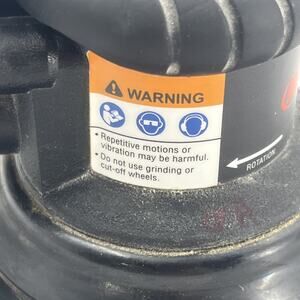 WARNING
• Repetitive motions or
vibration may be harmful.
• Do not use grinding or
cut-off wheels.
ROTATION